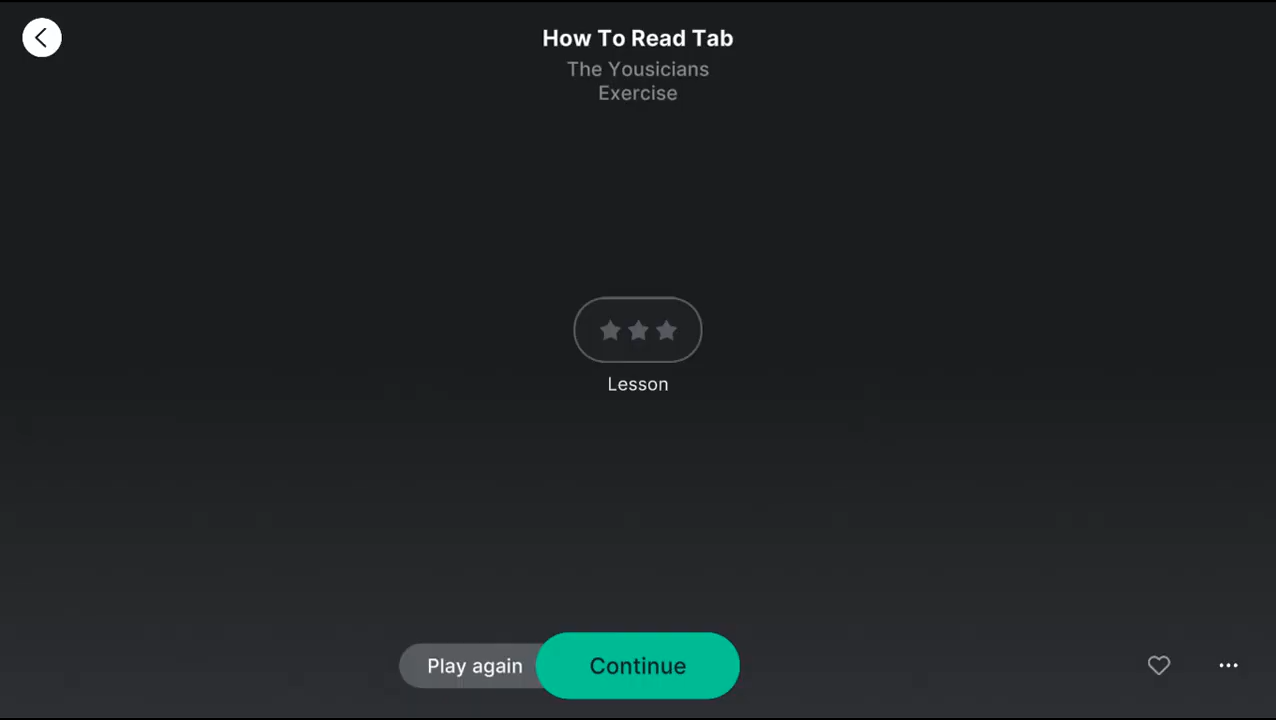 How To Read Tab
The Yousicians
Exercise
Lesson
Play again
Continue